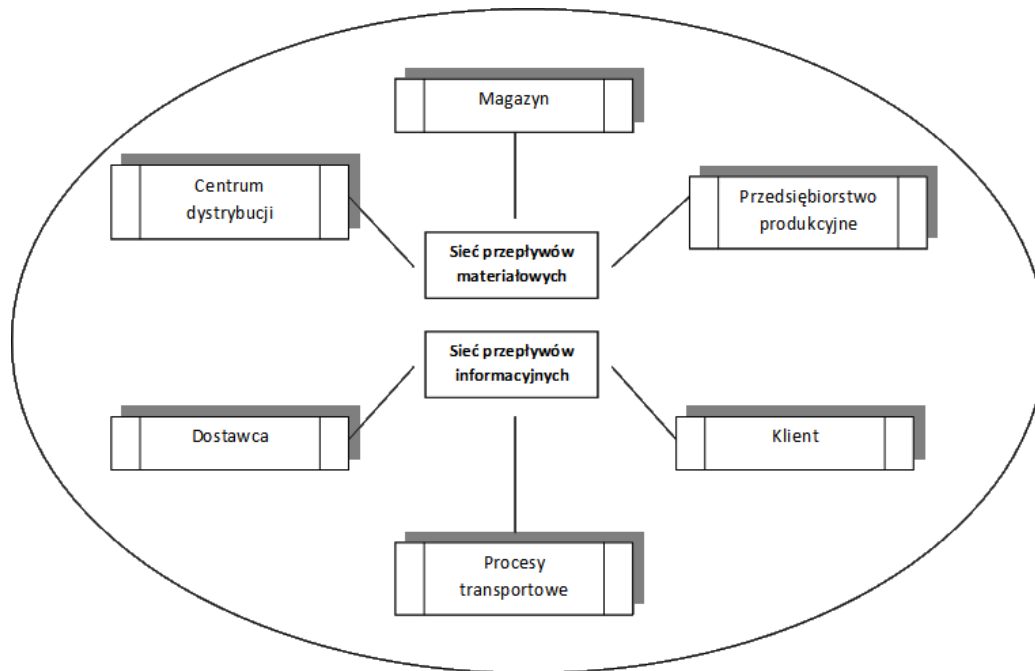 Magazyn
Centrum
dystrybucji
Przedsiębiorstwo
produkcyjne
Sieć przepływów
materiałowych
Sieć przepływów
informacyjnych
Dostawca
Klient
Procesy
transportowe